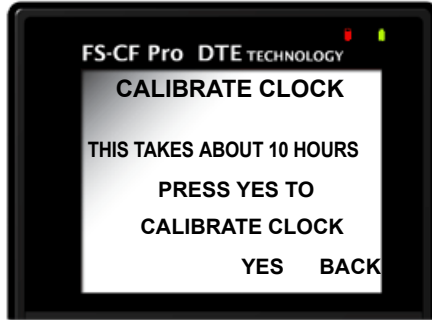 FS-CF Pro DTE TECHNOLOGY
CALIBRATE CLOCK
THIS TAKES ABOUT 10 HOURS
PRESS YES TO
CALIBRATE CLOCK
YES BACK